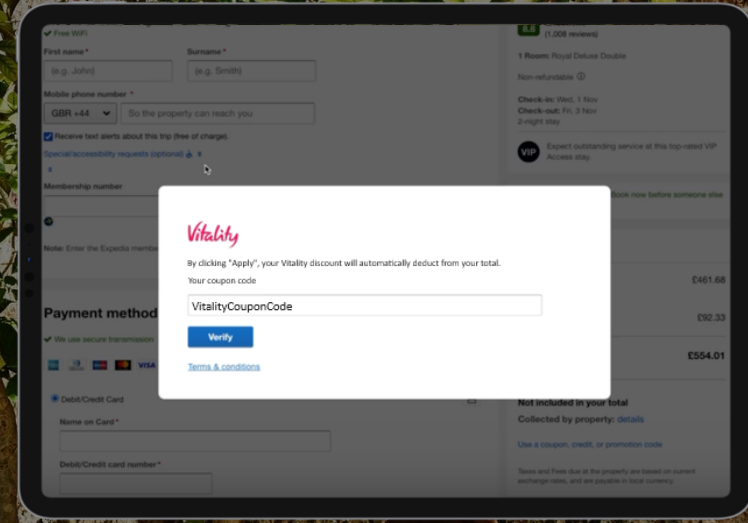 Free WiFi
First name *
Surname *
(e.g. John)
(e.g. Smith)
Mobile phone number *
GBR +44
So the property can reach you
Receive text alerts about this trip (free of charge).
Special/accessibility requests (optional)
Membership number
Note: Enter the Expedia membe
Payment method
We use secure transmission
VISA
Debit/Credit Card
Name on Card*
Debit/Credit card number*
Vitality
By clicking "Apply", your Vitality discount will automatically deduct from your total.
Your coupon code
VitalityCouponCode
Verify
Terms & conditions
(1,008 reviews)
1 Room: Royal Deluxe Double
Non-refundable
Check-in: Wed, 1 Nov
Check-out: Fri, 3 Nov
2-night stay
VIP
Expect outstanding service at this top-rated VIP
Access stay.
Book now before someone else
£461.68
£92.33
£554.01
Not included in your total
Collected by property: details
Use a coupon, credit, or promotion code
Taxes and Fees due at the property are based on current
exchange rates, and are payable in local currency.